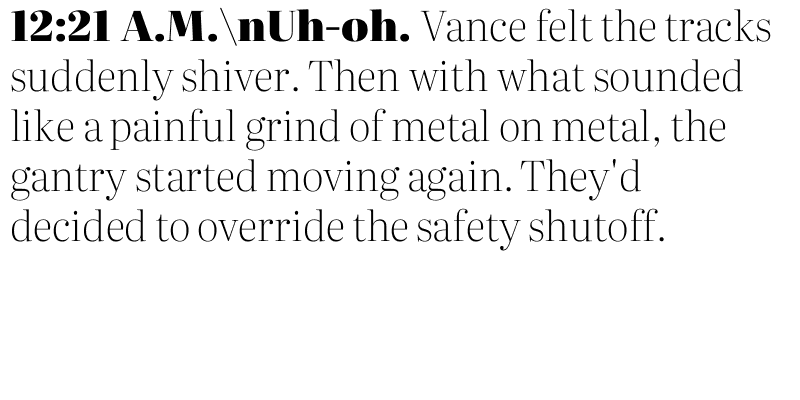 12:21 A.M.\nUh-oh. Vance felt the tracks
suddenly shiver. Then with what sounded
like a painful grind of metal on metal, the
gantry started moving again. They'd
decided to override the safety shutoff.